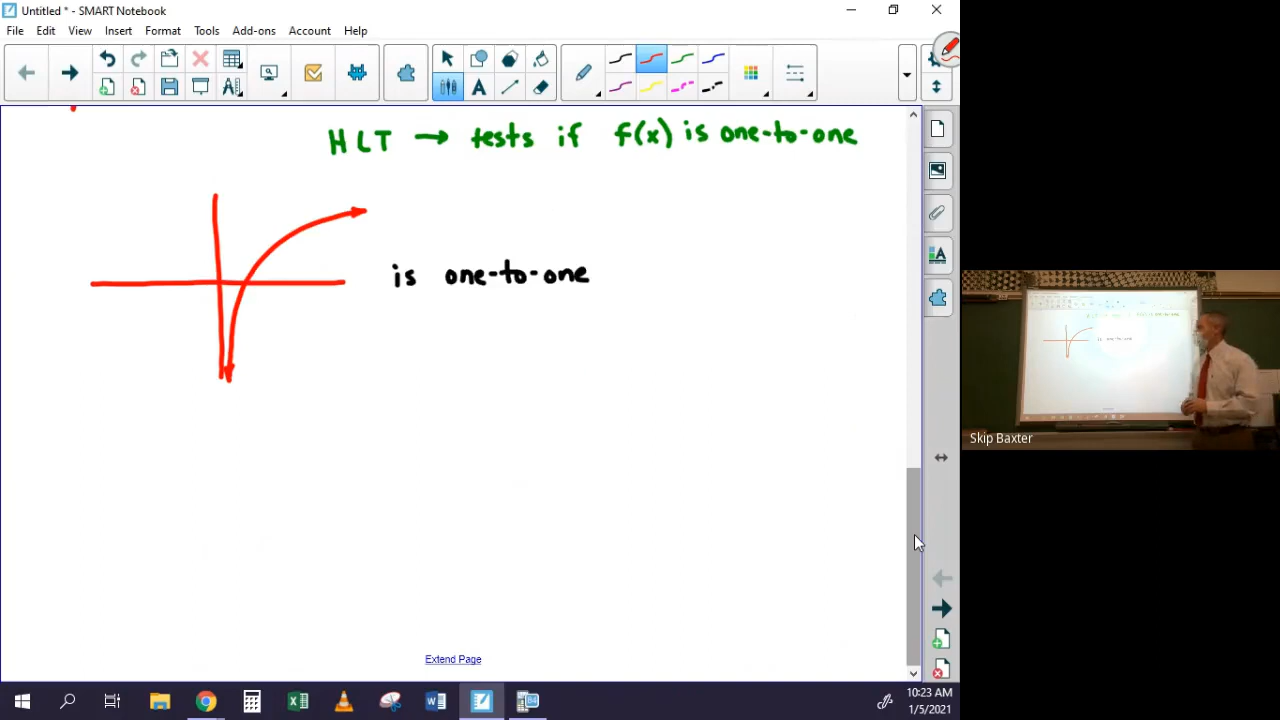 Untitled * - SMART Notebook
File Edit View Insert Format Tools Add-ons Account Help
HLT → tests if f(x) is one-to-one
is one-to-one
Skip Baxter
Extend Page
10:23 AM
1/5/2021